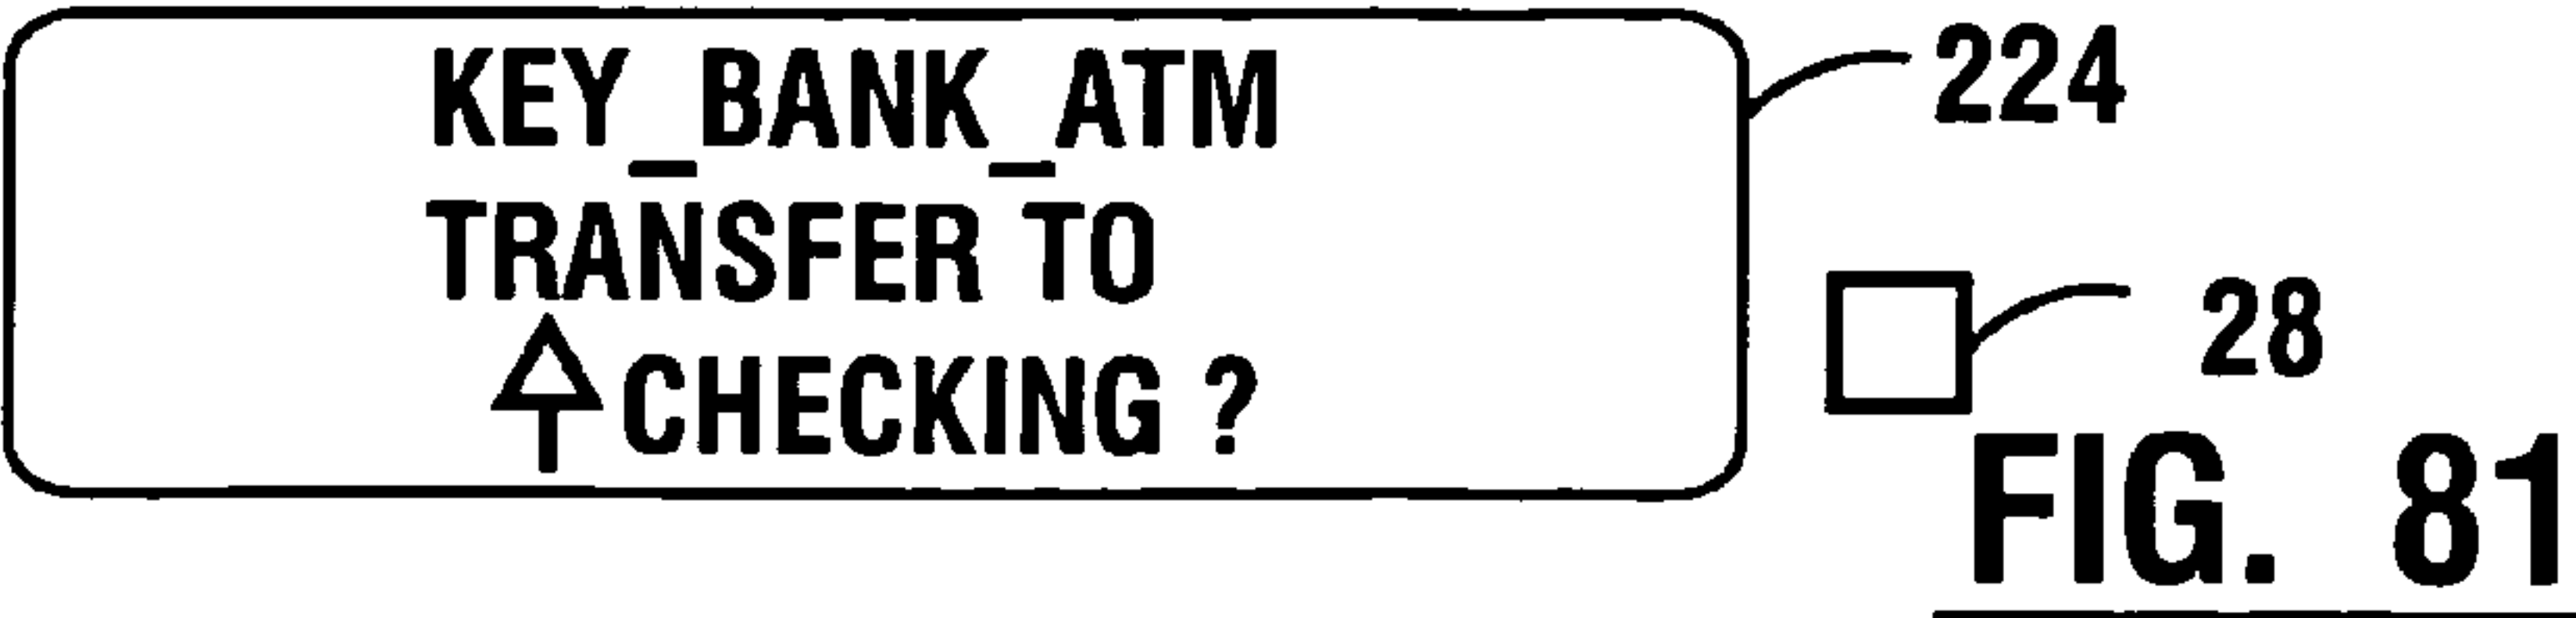 KEY_BANK_ATM
TRANSFER TO
CHECKING ?
224
28
FIG. 81